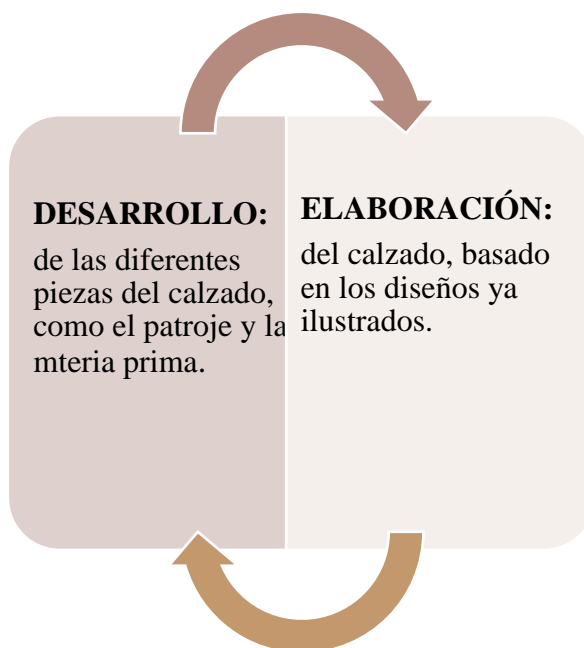 DESARROLLO:
de las diferentes
piezas del calzado,
como el patroje y la
mteria prima.
ELABORACIÓN:
del calzado, basado
en los diseños ya
ilustrados.